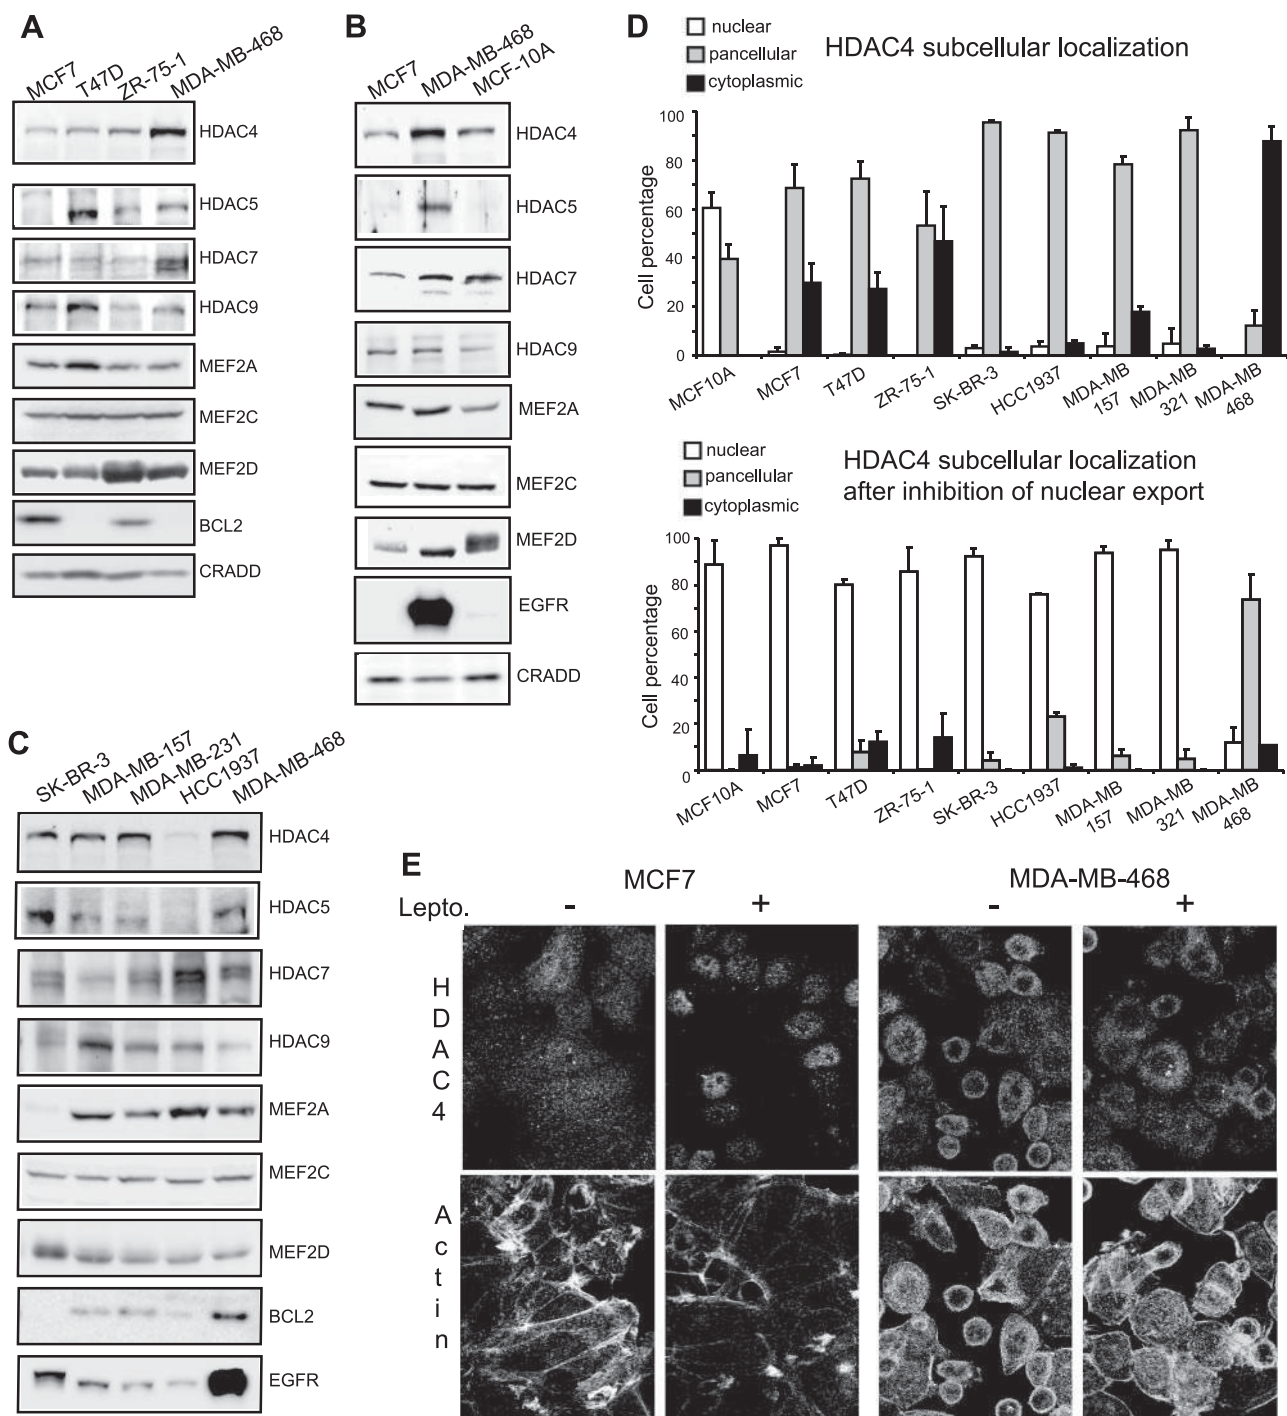 A
MCF7
T47D
ZR-75-1
MDA-MB-468
HDAC4
HDAC5
HDAC7
HDAC9
MEF2A
MEF2C
MEF2D
BCL2
CRADD
B
MCF7
MDA-MB-468
MCF-10A
HDAC4
HDAC5
HDAC7
HDAC9
MEF2A
MEF2C
MEF2D
EGFR
CRADD
C
SK-BR-3
MDA-MB-157
MDA-MB-231
HCC1937
MDA-MB-468
HDAC4
HDAC5
HDAC7
HDAC9
MEF2A
MEF2C
MEF2D
BCL2
EGFR
D
nuclear
pancellular
cytoplasmic
HDAC4 subcellular localization
Cell percentage
100
80
60
40
20
0
MCF10A
MCF7
T47D
ZR-75-1
SK-BR-3
HCC1937
MDA-MB
157
MDA-MB
321
MDA-MB
468
nuclear
pancellular
cytoplasmic
HDAC4 subcellular localization
after inhibition of nuclear export
Cell percentage
100
80
60
40
20
0
MCF10A
MCF7
T47D
ZR-75-1
SK-BR-3
HCC1937
MDA-MB
157
MDA-MB
321
MDA-MB
468
E
MCF7
MDA-MB-468
Lepto. - + - +
HDAC4
Actin